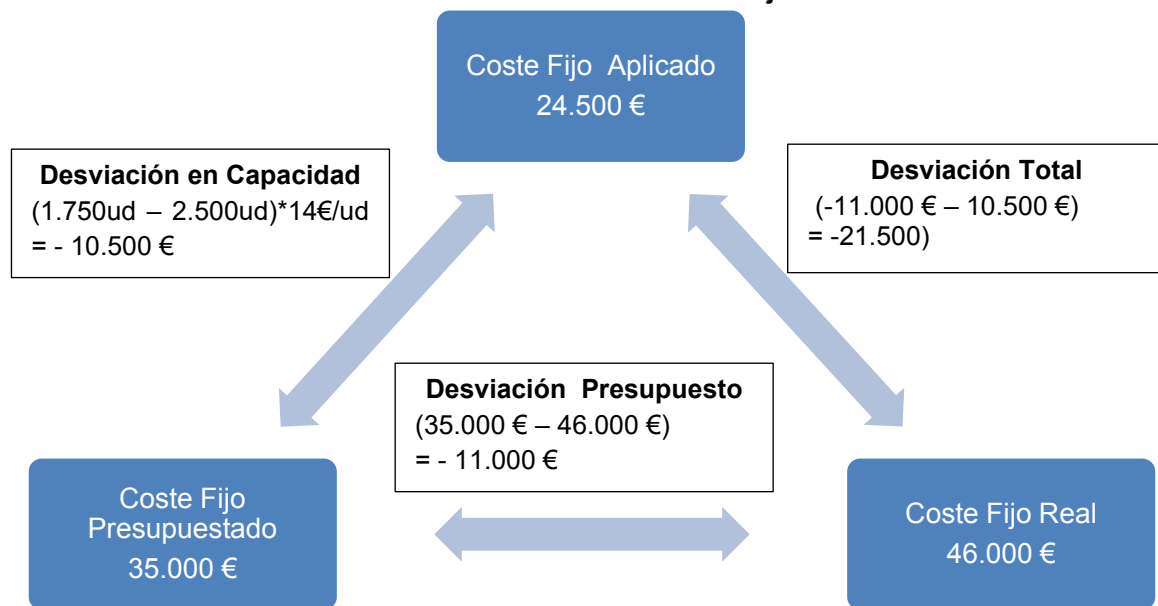 Coste Fijo  Aplicado
24.500 €
Desviación en Capacidad
(1.750ud – 2.500ud)*14€/ud
= - 10.500 €
Desviación Total
(-11.000 € – 10.500 €)
= -21.500)
Desviación  Presupuesto
(35.000 € – 46.000 €)
= - 11.000 €
Coste Fijo
Presupuestado
35.000 €
Coste Fijo Real
46.000 €